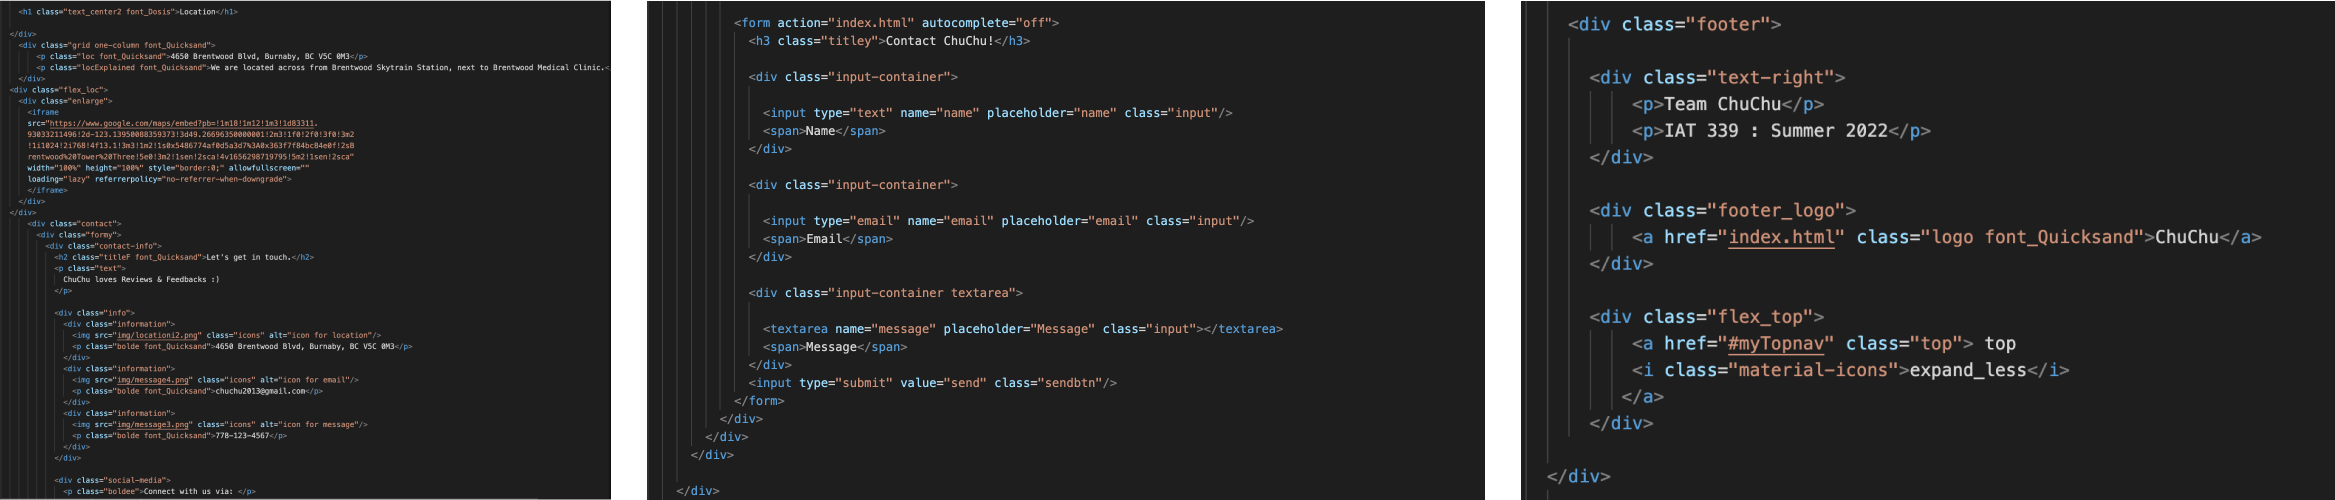 <h1 class="text_center2 font_Dosis">Location</h1>
</div>
<div class="grid one-column font_Quicksand">
<p class="loc font_Quicksand">4650 Brentwood Blvd, Burnaby, BC V5C 0M3</p>
<p class="locExplained font_Quicksand">We are located across from Brentwood Skytrain Station, next to Brentwood Medical Clinic.<
</div>
<div class="flex_loc">
<div class="enlarge">
<iframe
src="https://www.google.com/maps/embed?pb=!1m18!1m12!1m3!1d83311.
93033211496!2d-123.13950088359373!3d49.26696350000001!2m3!1f0!2f0!3f0!3m2
!1i1024!2i768!4f13.1!3m3!1m2!1s0x5486774af0d5a3d7%3A0x363f7f84bc84e0f!2sB
rentwood%20Tower%20Three!5e0!3m2!1sen!2sca!4v1656298719795!5m2!1sen!2sca"
width="100%" height="100%" style="border:0;" allowfullscreen=""
loading="lazy" referrerpolicy="no-referrer-when-downgrade">
</iframe>
</div>
</div>
<div class="contact">
<div class="formy">
<div class="contact-info">
<h2 class="titleF font_Quicksand">Let's get in touch.</h2>
<p class="text">
ChuChu loves Reviews & Feedbacks :)
</p>
<div class="info">
<div class="information">
<img src="img/locationi2.png" class="icons" alt="icon for location"/>
<p class="bolde font_Quicksand">4650 Brentwood Blvd, Burnaby, BC V5C 0M3</p>
</div>
<div class="information">
<img src="img/message4.png" class="icons" alt="icon for email"/>
<p class="bolde font_Quicksand">chuchu2013@gmail.com</p>
</div>
<div class="information">
<img src="img/message3.png" class="icons" alt="icon for message"/>
<p class="bolde font_Quicksand">778-123-4567</p>
</div>
</div>
<div class="social-media">
<p class="boldee">Connect with us via: </p>
<form action="index.html" autocomplete="off">
<h3 class="titley">Contact ChuChu!</h3>
<div class="input-container">
<input type="text" name="name" placeholder="name" class="input"/>
<span>Name</span>
</div>
<div class="input-container">
<input type="email" name="email" placeholder="email" class="input"/>
<span>Email</span>
</div>
<div class="input-container textarea">
<textarea name="message" placeholder="Message" class="input"></textarea>
<span>Message</span>
</div>
<input type="submit" value="send" class="sendbtn"/>
</form>
</div>
</div>
</div>
</div>
<div class="footer">
<div class="text-right">
<p>Team ChuChu</p>
<p>IAT 339 : Summer 2022</p>
</div>
<div class="footer_logo">
<a href="index.html" class="logo font_Quicksand">ChuChu</a>
</div>
<div class="flex_top">
<a href="#myTopnav" class="top"> top
<i class="material-icons">expand_less</i>
</a>
</div>
</div>